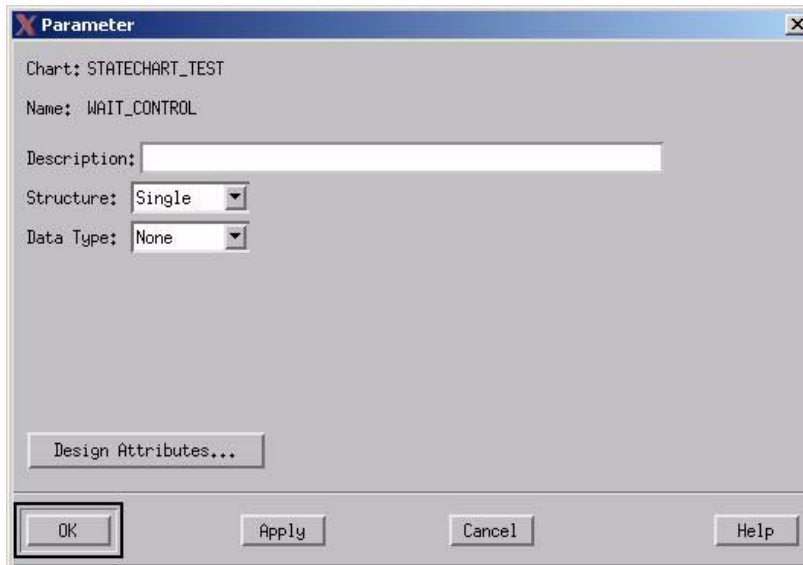 Parameter
Chart: STATECHART_TEST
Name: WAIT_CONTROL
Description:
Structure: Single
Data Type: None
Design Attributes...
OK Apply Cancel Help